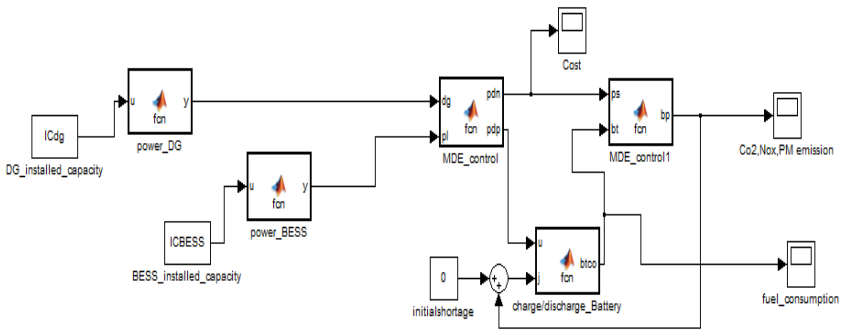 Cost
ICdg
DG_installed_capacity
u
fcn
y
power_DG
dg
pl
fcn
pdn
pdp
MDE_control
ps
bt
fcn
bp
MDE_control1
Co2,Nox,PM emission
ICBESS
BESS_installed_capacity
u
fcn
y
power_BESS
0
initialshortage
+
+
u
j
fcn
btco
charge/discharge_Battery
fuel_consumption